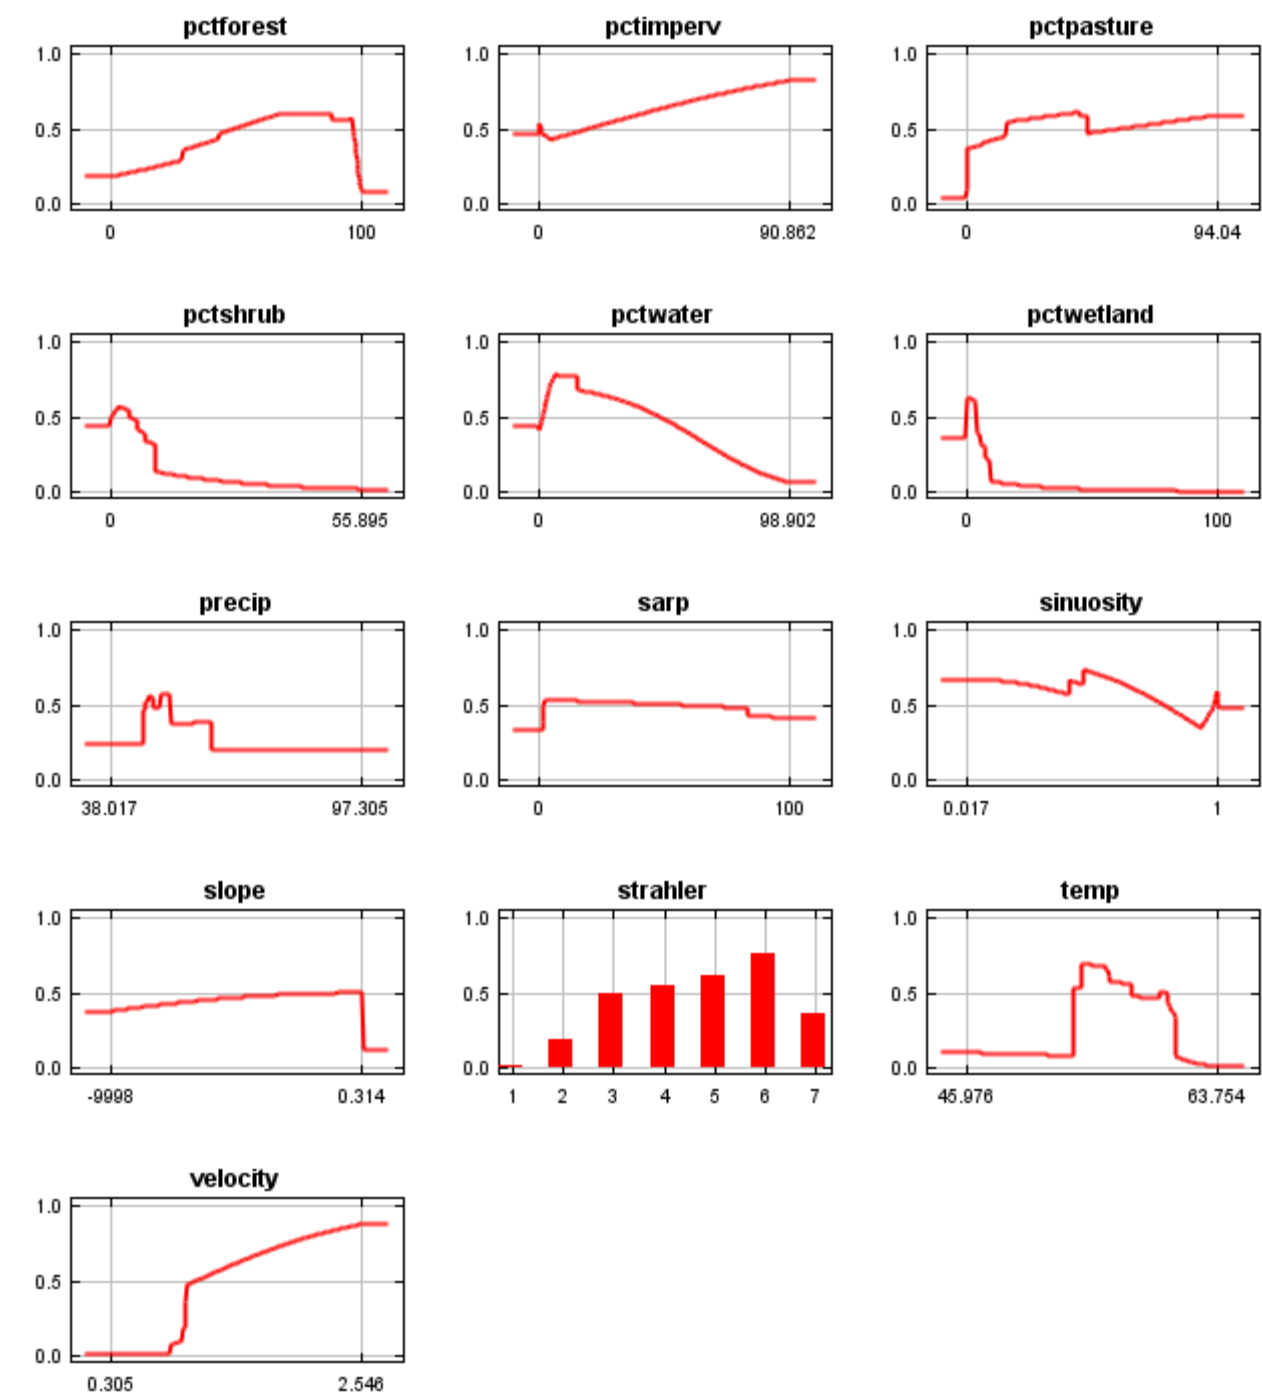 pctforest pctimperv pctpasture
1.0 1.0 1.0
0.5 0.5 0.5
0.0 0.0 0.0
0 100 0 90.862 0 94.04
pctshrub pctwater pctwetland
1.0 1.0 1.0
0.5 0.5 0.5
0.0 0.0 0.0
0 55.895 0 98.902 0 100
precip sarp sinuosity
1.0 1.0 1.0
0.5 0.5 0.5
0.0 0.0 0.0
38.017 97.305 0 100 0.017 1
slope strahler temp
1.0 1.0 1.0
0.5 0.5 0.5
0.0 0.0 0.0
-9998 0.314 1 2 3 4 5 6 7 45.976 63.754
velocity
1.0
0.5
0.0
0.305 2.546